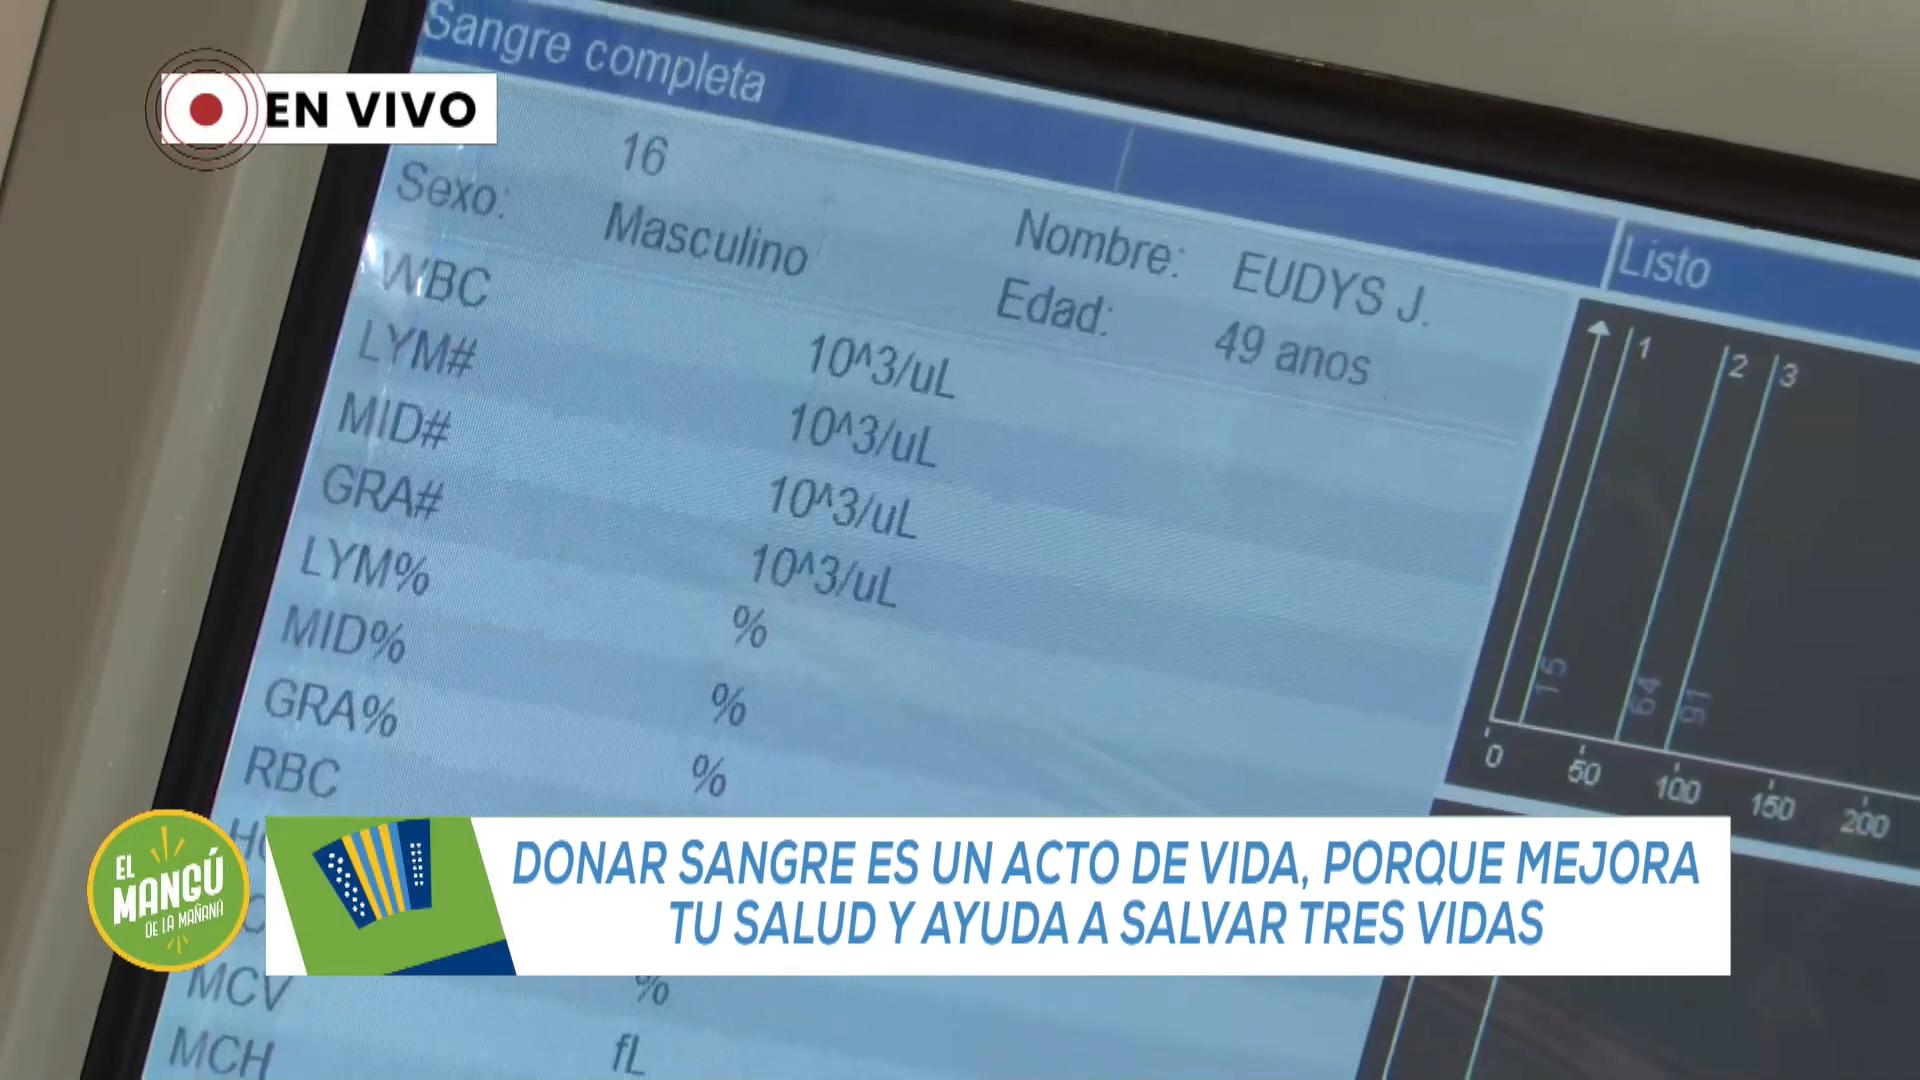 EN VIVO
Sangre completa
16
Nombre: EUDYS J.
Listo
Sexo: Masculino
Edad: 49 anos
WBC 10^3/uL
LYM# 10^3/uL
MID# 10^3/uL
GRA# 10^3/uL
LYM% %
MID% %
GRA% %
RBC
MCV %
MCH fL
1 2 3
15 64 91
0 50 100 150 200
EL
MANGÚ
DE LA MAÑANA
DONAR SANGRE ES UN ACTO DE VIDA, PORQUE MEJORA
TU SALUD Y AYUDA A SALVAR TRES VIDAS